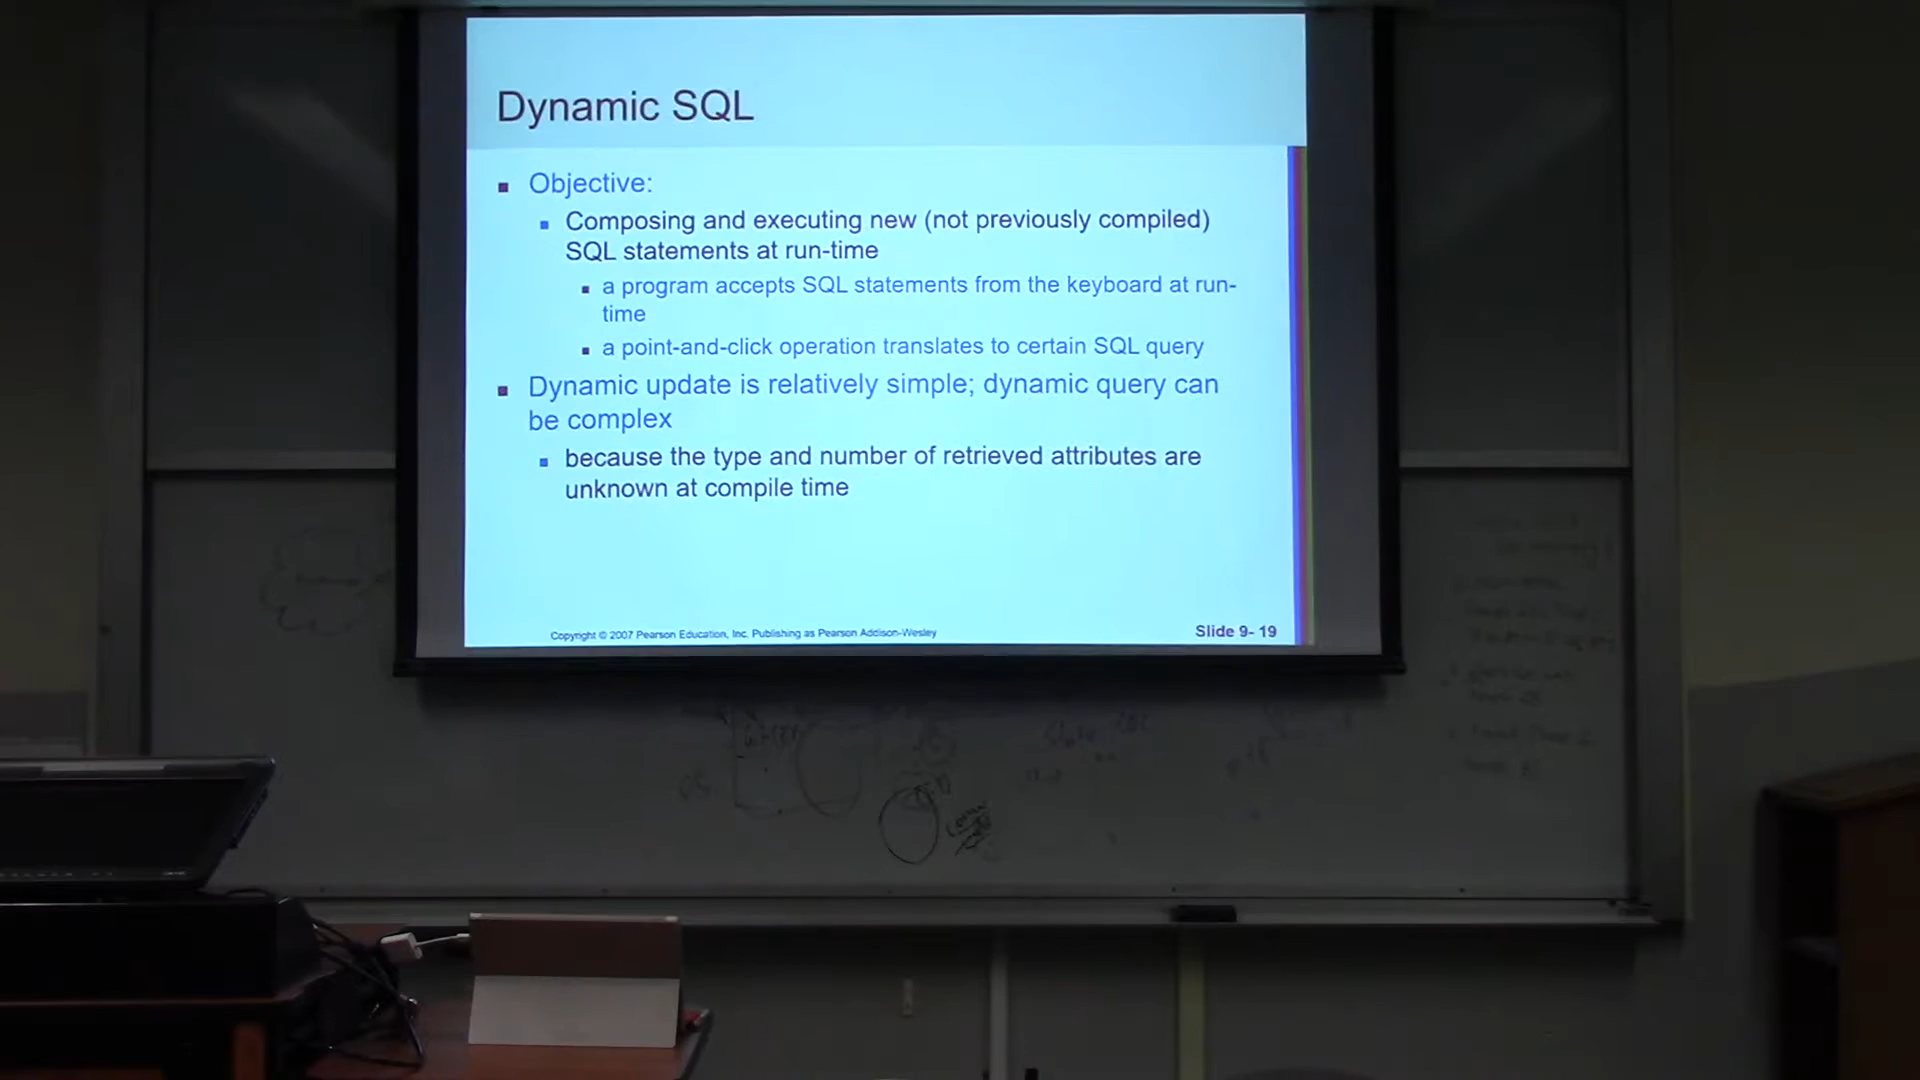 Dynamic SQL
Objective:
Composing and executing new (not previously compiled)
SQL statements at run-time
a program accepts SQL statements from the keyboard at run-
time
a point-and-click operation translates to certain SQL query
Dynamic update is relatively simple; dynamic query can
be complex
because the type and number of retrieved attributes are
unknown at compile time
Copyright © 2007 Pearson Education, Inc. Publishing as Pearson Addison-Wesley
Slide 9- 19